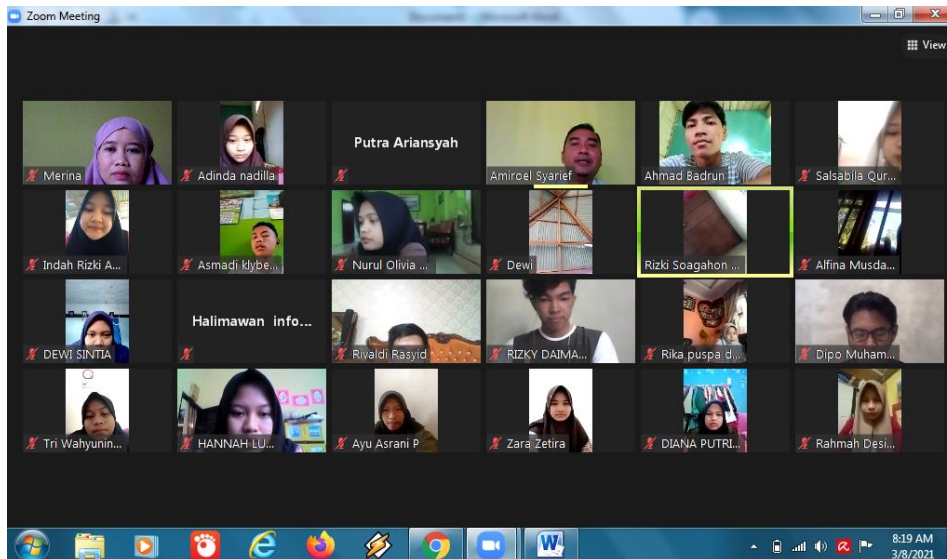 Zoom Meeting
View
Merina
Adinda nadilla
Putra Ariansyah
Amiroel Syarief
Ahmad Badrun
Salsabila Qur...
Indah Rizki A...
Asmadi klybe...
Nurul Olivia ...
Dewi
Rizki Soagahon ...
Alfina Musda...
DEWI SINTIA
Halimawan info...
Rivaldi Rasyid
RIZKY DAIMA...
Rika puspa d...
Dipo Muham...
Tri Wahyunin...
HANNAH LU...
Ayu Asrani P
Zara Zetira
DIANA PUTRI...
Rahmah Desi...
8:19 AM
3/8/2021